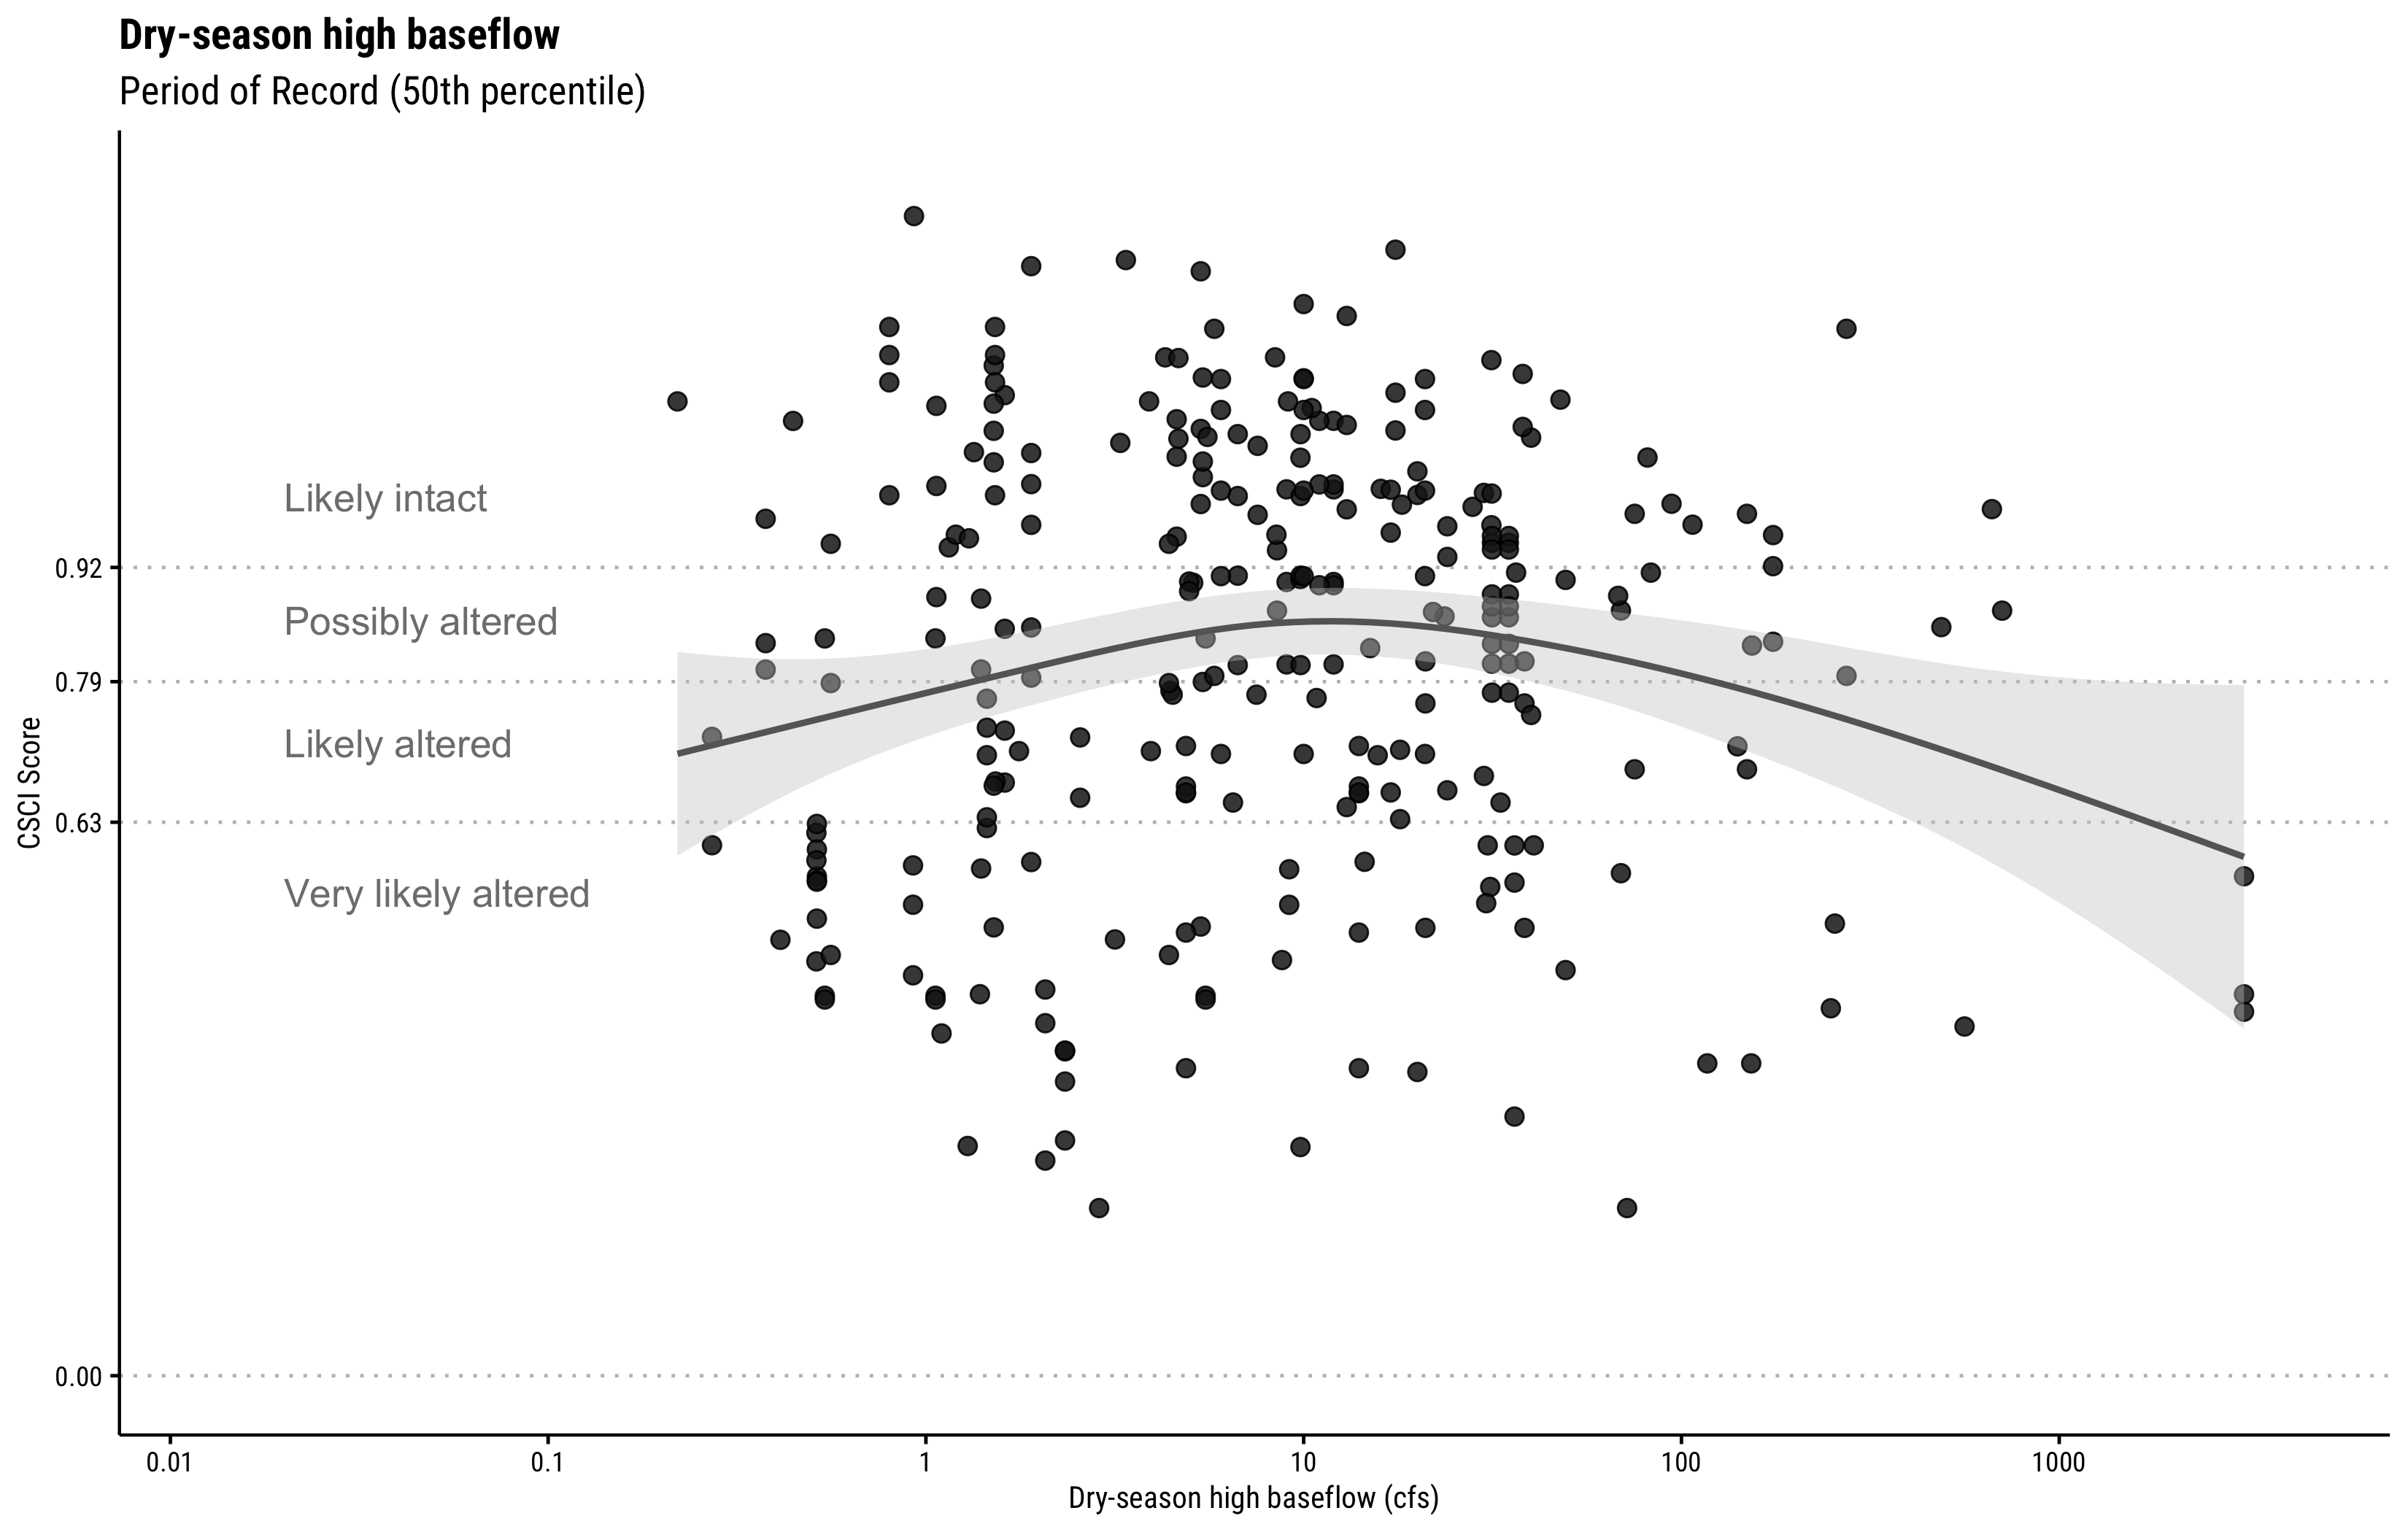 Dry-season high baseflow
Period of Record (50th percentile)
Likely intact
0.92
Possibly altered
0.79
Likely altered
CSCI Score
0.63
Very likely altered
0.00
0.01 0.1 1 10 100 1000
Dry-season high baseflow (cfs)